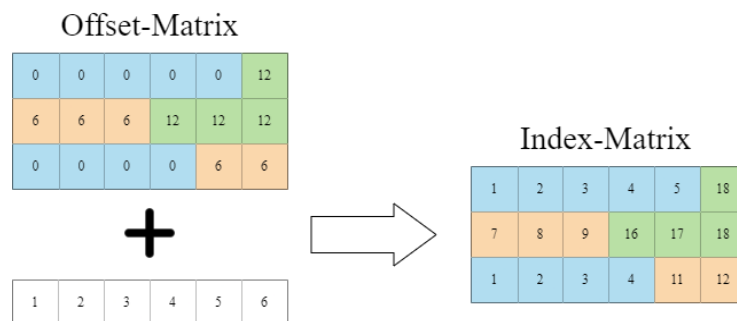 Offset-Matrix
0 0 0 0 0 12
6 6 6 12 12 12
0 0 0 0 6 6
+
1 2 3 4 5 6
Index-Matrix
1 2 3 4 5 18
7 8 9 16 17 18
1 2 3 4 11 12